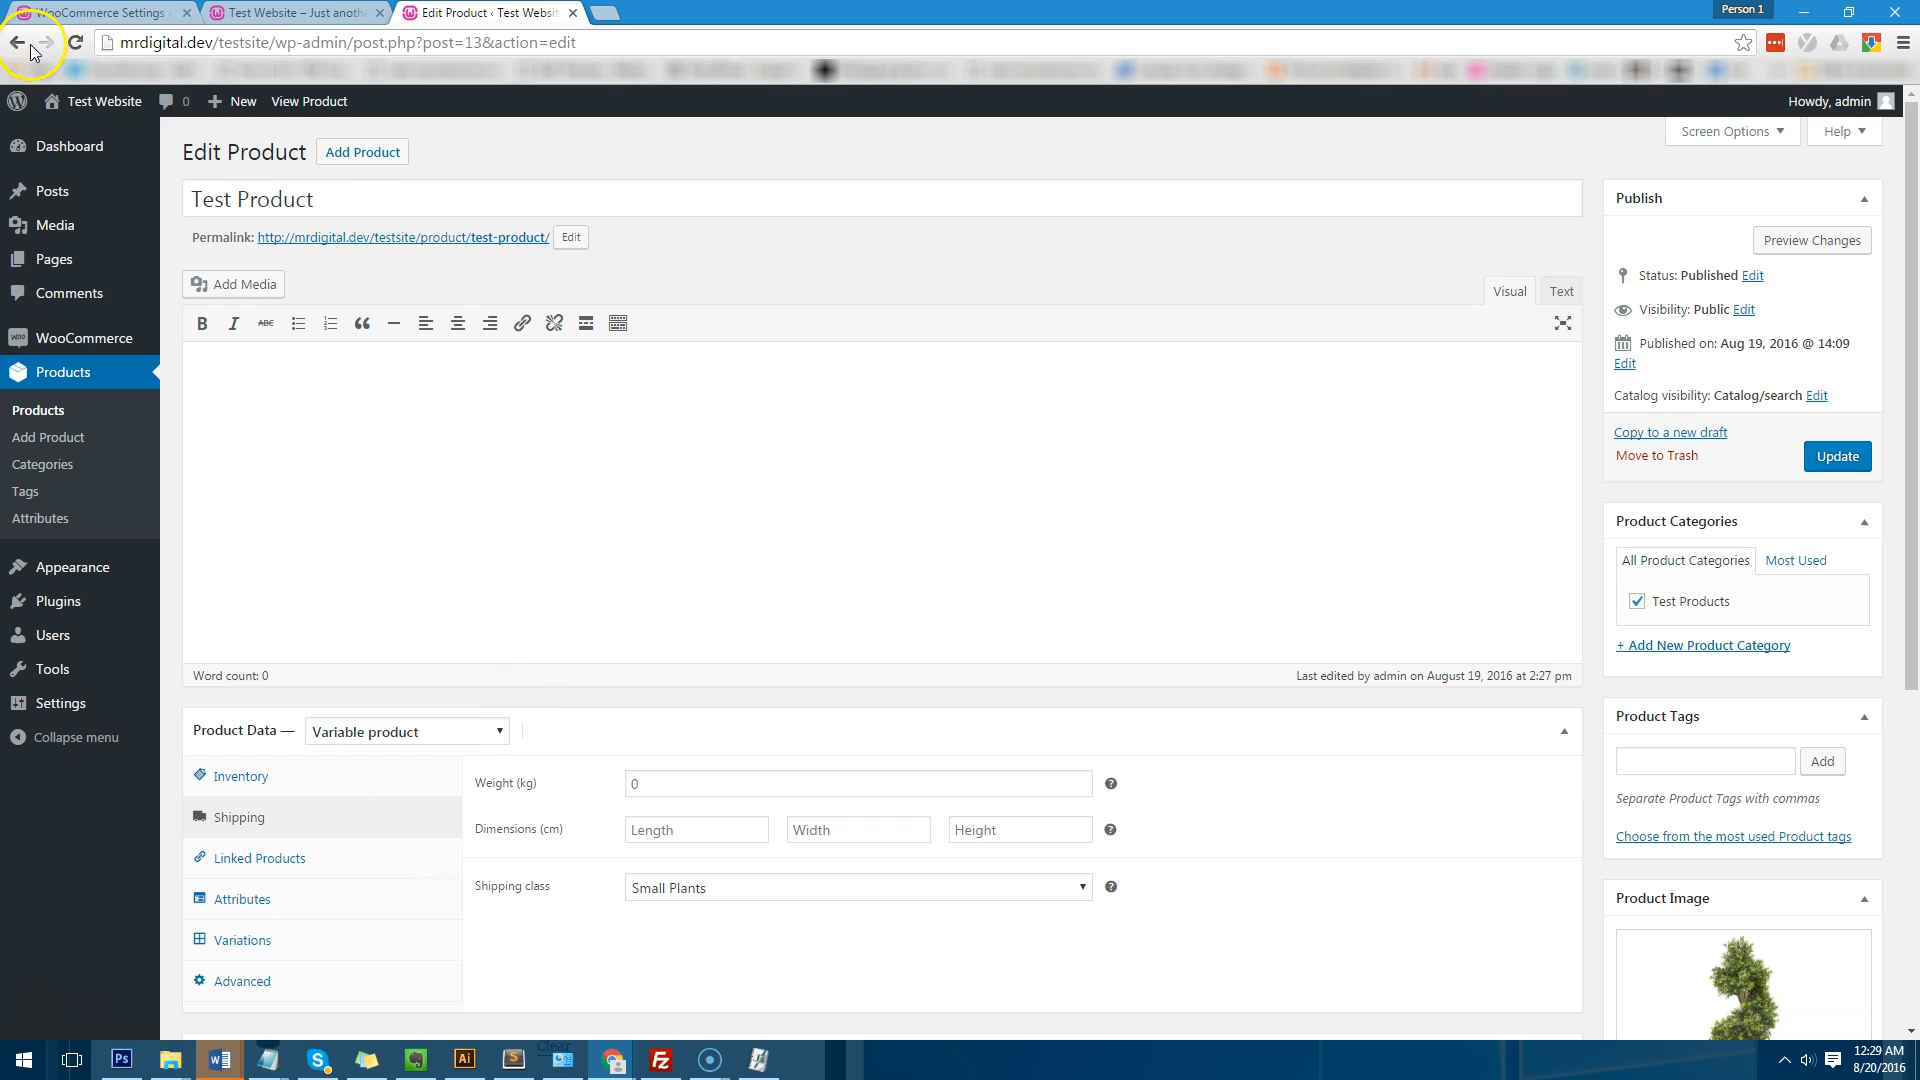 WooCommerce Settings
Test Website – Just anoth
Edit Product ‹ Test Websit
Person 1
mrdigital.dev/testsite/wp-admin/post.php?post=13&action=edit
Test Website
0
New
View Product
Howdy, admin
Screen Options
Help
Dashboard
Posts
Media
Pages
Comments
WooCommerce
Products
Products
Add Product
Categories
Tags
Attributes
Appearance
Plugins
Users
Tools
Settings
Collapse menu
Edit Product
Add Product
Test Product
Permalink: http://mrdigital.dev/testsite/product/test-product/ Edit
Add Media
Visual
Text
B I ABC
Word count: 0
Last edited by admin on August 19, 2016 at 2:27 pm
Product Data — Variable product
Inventory
Shipping
Linked Products
Attributes
Variations
Advanced
Weight (kg)
0
Dimensions (cm)
Length
Width
Height
Shipping class
Small Plants
Publish
Preview Changes
Status: Published Edit
Visibility: Public Edit
Published on: Aug 19, 2016 @ 14:09
Edit
Catalog visibility: Catalog/search Edit
Copy to a new draft
Move to Trash
Update
Product Categories
All Product Categories
Most Used
Test Products
+ Add New Product Category
Product Tags
Add
Separate Product Tags with commas
Choose from the most used Product tags
Product Image
Clear
Ps
Ai
S
Fz
12:29 AM
8/20/2016